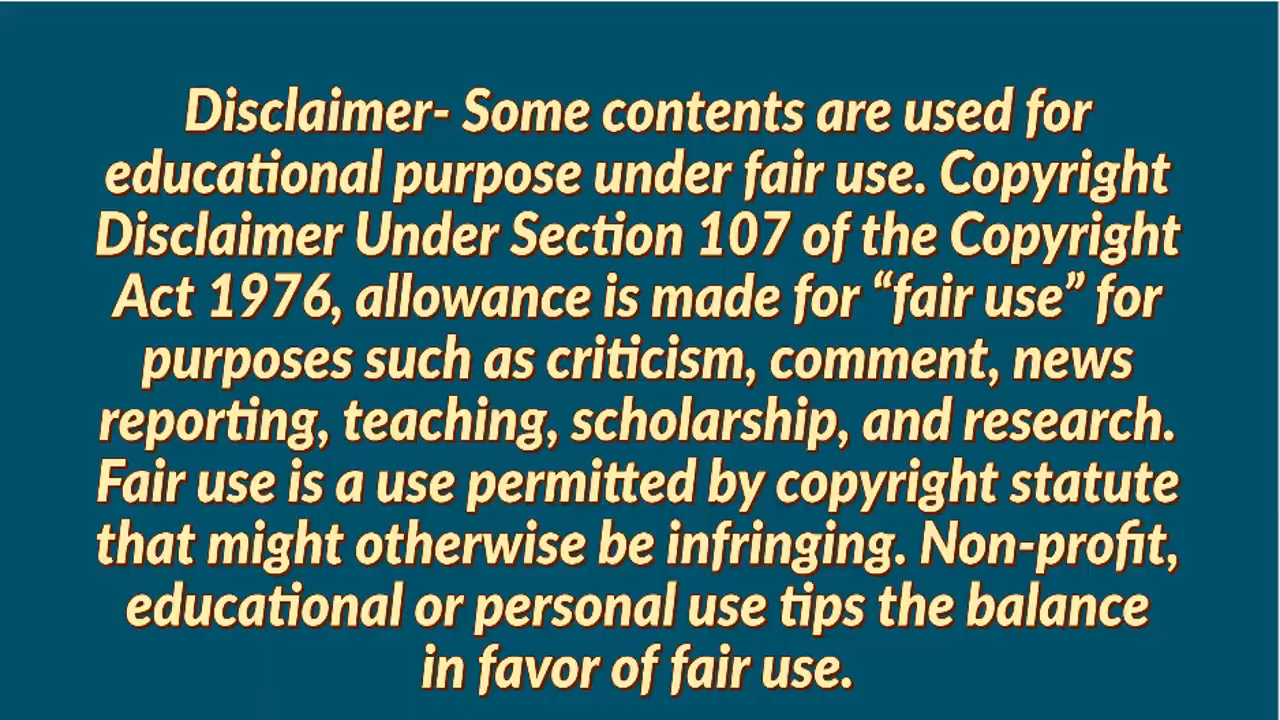 Disclaimer- Some contents are used for
educational purpose under fair use. Copyright
Disclaimer Under Section 107 of the Copyright
Act 1976, allowance is made for “fair use” for
purposes such as criticism, comment, news
reporting, teaching, scholarship, and research.
Fair use is a use permitted by copyright statute
that might otherwise be infringing. Non-profit,
educational or personal use tips the balance
in favor of fair use.